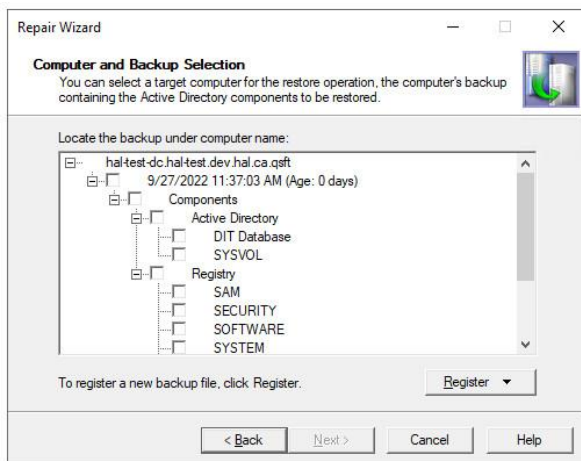 Repair Wizard
Computer and Backup Selection
You can select a target computer for the restore operation, the computer's backup
containing the Active Directory components to be restored.
Locate the backup under computer name:
hal-test-dc.hal-test.dev.hal.ca.qsft
9/27/2022 11:37:03 AM (Age: 0 days)
Components
Active Directory
DIT Database
SYSVOL
Registry
SAM
SECURITY
SOFTWARE
SYSTEM
To register a new backup file, click Register.
Register
< Back
Next >
Cancel
Help